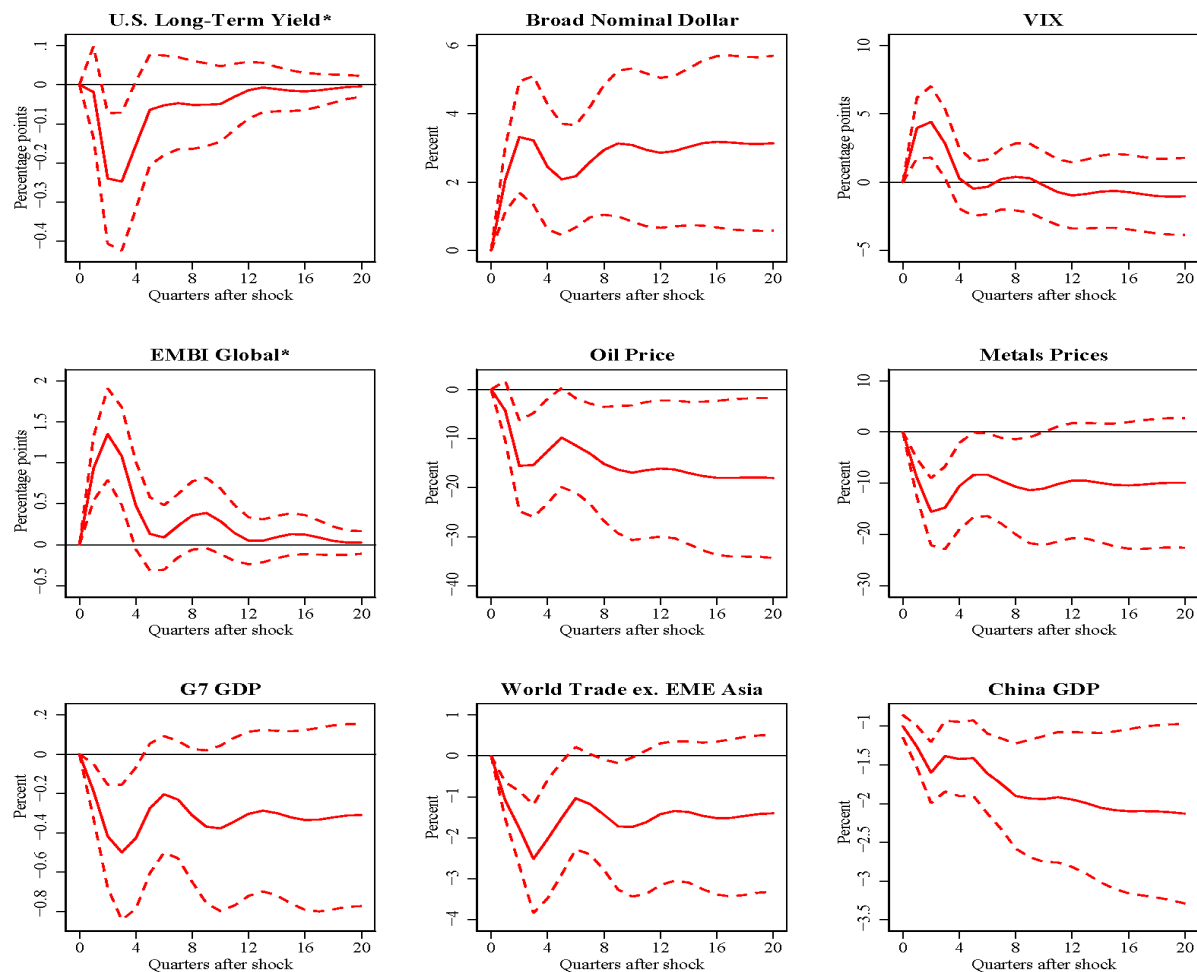 U.S. Long-Term Yield*
Percentage points
.1
0
−0.1
−0.2
−0.3
−0.4
0 4 8 12 16 20
Quarters after shock
Broad Nominal Dollar
Percent
6
4
2
0
0 4 8 12 16 20
Quarters after shock
VIX
Percentage points
10
5
0
−5
0 4 8 12 16 20
Quarters after shock
EMBI Global*
Percentage points
2
1.5
1
0.5
0
−0.5
0 4 8 12 16 20
Quarters after shock
Oil Price
Percent
0
−10
−20
−30
−40
0 4 8 12 16 20
Quarters after shock
Metals Prices
Percent
10
0
−10
−20
−30
0 4 8 12 16 20
Quarters after shock
G7 GDP
Percent
.2
0
−0.2
−0.4
−0.6
−0.8
0 4 8 12 16 20
Quarters after shock
World Trade ex. EME Asia
Percent
1
0
−1
−2
−3
−4
0 4 8 12 16 20
Quarters after shock
China GDP
Percent
−1
−1.5
−2
−2.5
−3
−3.5
0 4 8 12 16 20
Quarters after shock